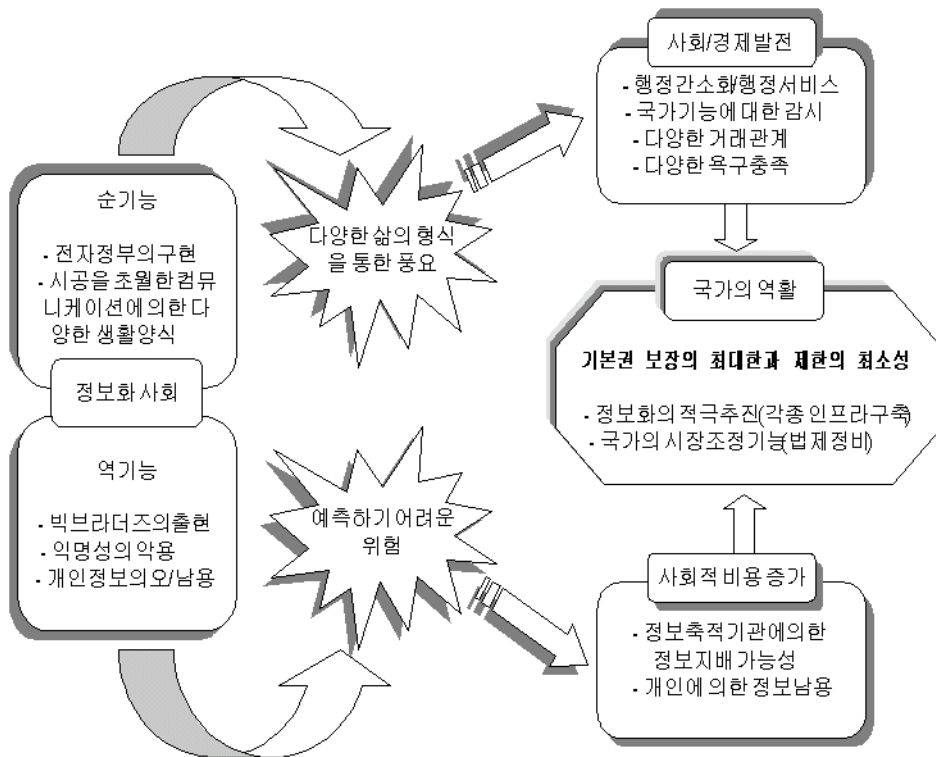 사회/경제발전
- 행정간소화/행정서비스
- 국가기능에 대한 감시
- 다양한 거래관계
- 다양한 욕구충족
순기능
- 전자정부의구현
- 시공을 초월한 컴뮤
니케이션에 의한 다
양한 생활양식
다양한 삶의 형식
을 통한 풍요
국가의 역활
기본권 보장의 최대한과 제한의 최소성
- 정보화의 적극추진(각종 인프라구축)
- 국가의 시장조정기능(법제정비)
정보화 사회
역기능
- 빅브라더즈의출현
- 익명성의 악용
- 개인정보의오/남용
예측하기 어려운
위험
사회적 비용 증가
- 정보축적기관에의한
정보지배 가능성
- 개인에 의한 정보남용